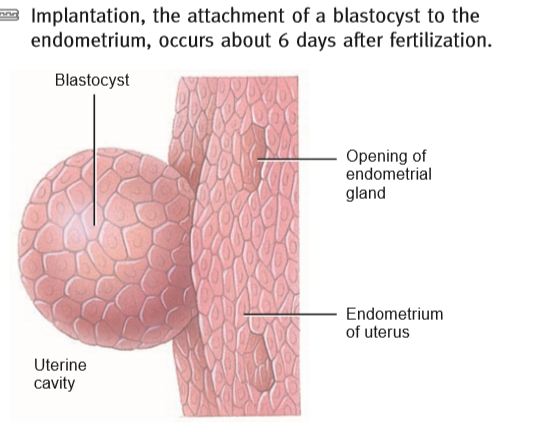 Implantation, the attachment of a blastocyst to the
endometrium, occurs about 6 days after fertilization.
Blastocyst
Opening of
endometrial
gland
Endometrium
of uterus
Uterine
cavity